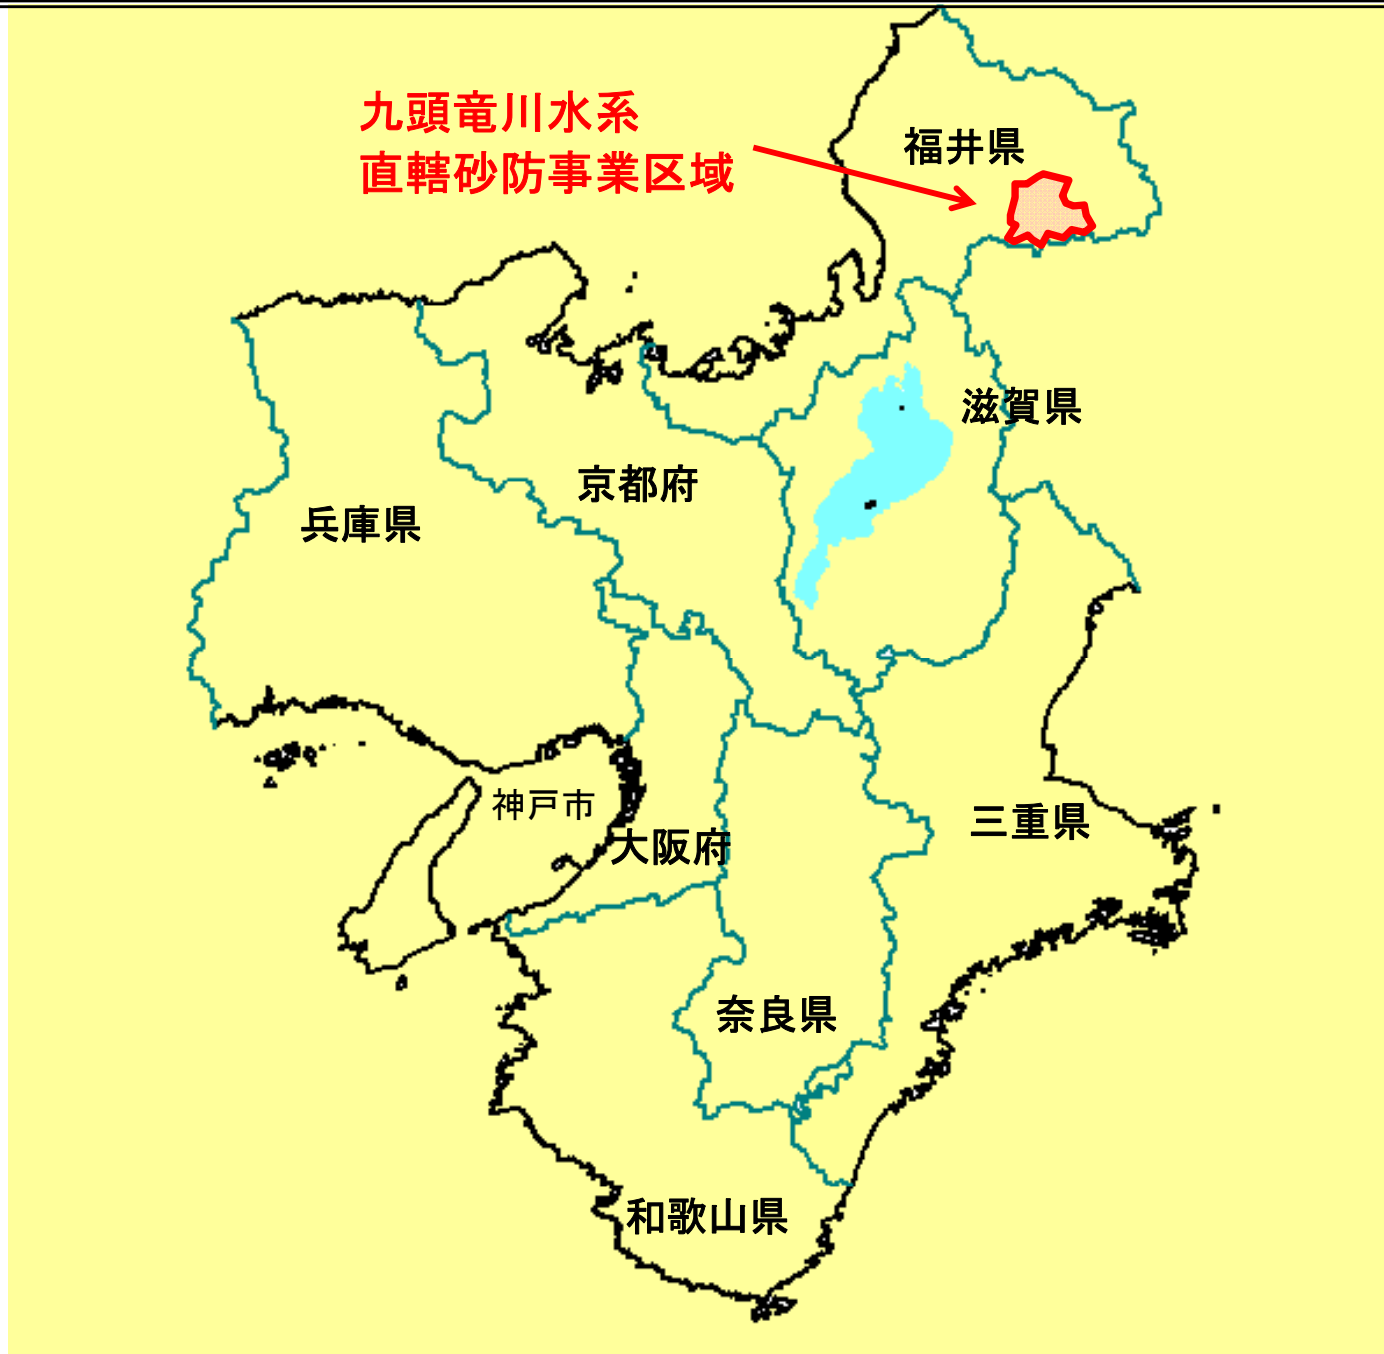 九頭竜川水系
直轄砂防事業区域
福井県
滋賀県
京都府
兵庫県
神戸市
大阪府
三重県
奈良県
和歌山県